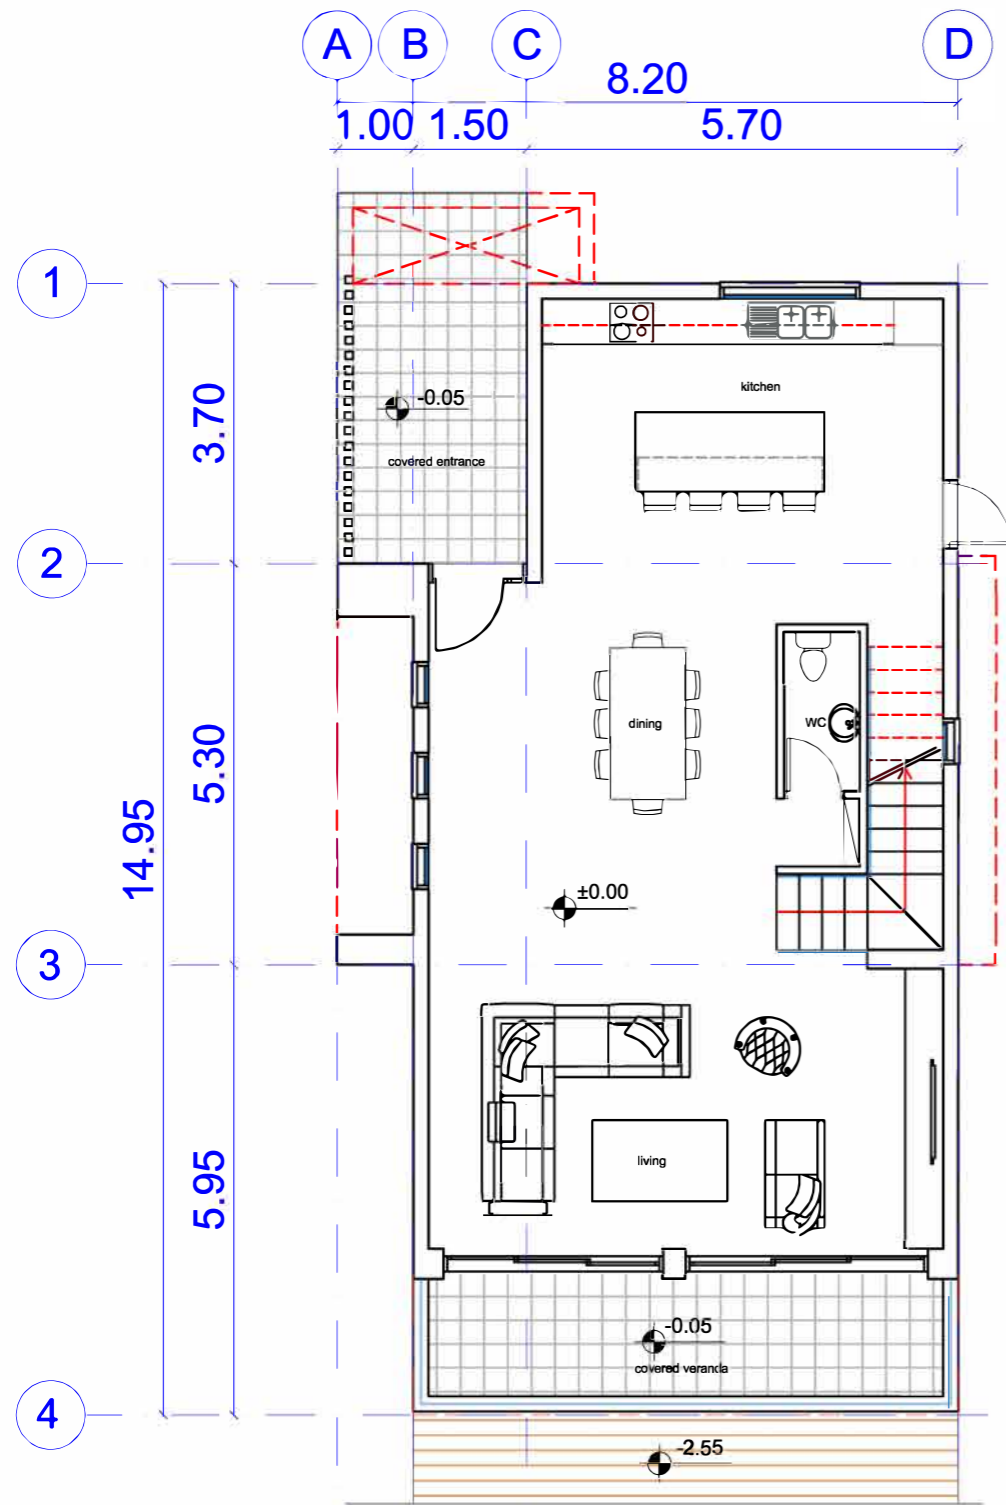 A B C D
8.20
1.00 1.50 5.70
1
-0.05
3.70
kitchen
covered entrance
2
dining
WC
5.30
14.95
±0.00
3
living
5.95
-0.05
covered veranda
4
-2.55